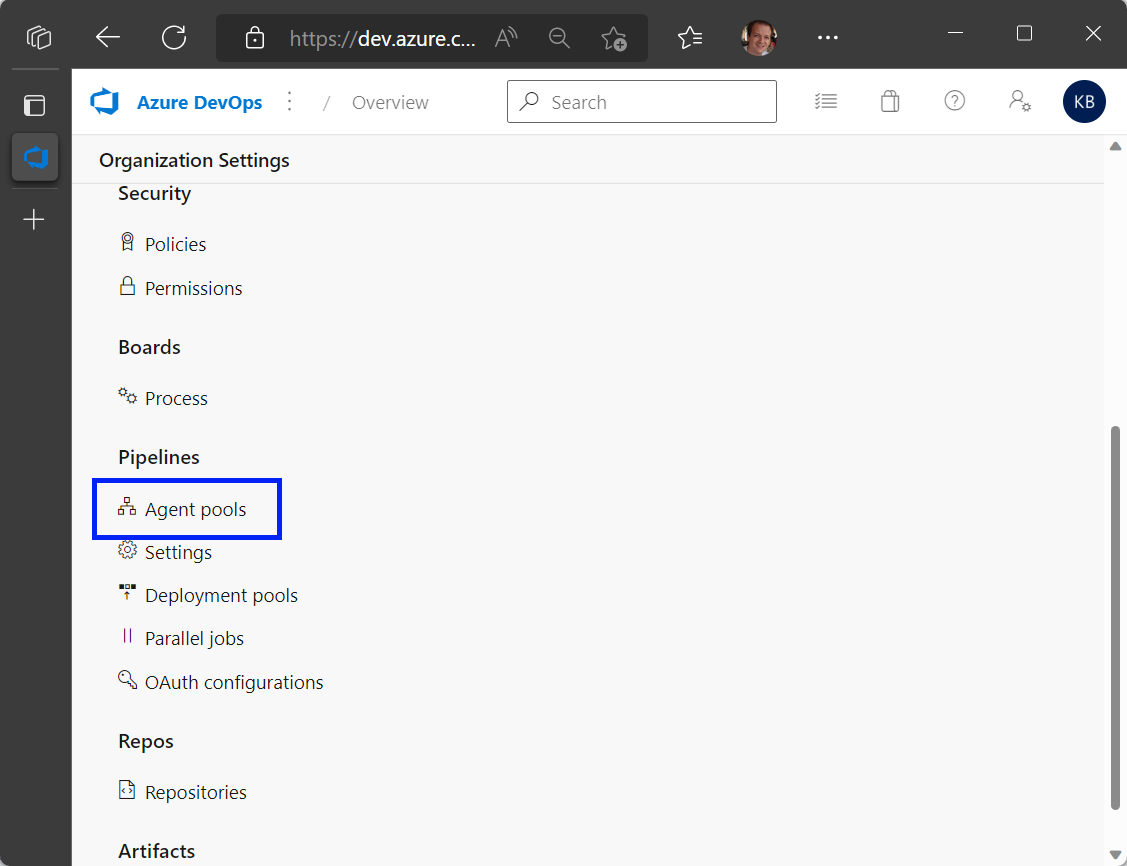 https://dev.azure.c...
Azure DevOps / Overview Search KB
Organization Settings
Security
Policies
Permissions
Boards
Process
Pipelines
Agent pools
Settings
Deployment pools
Parallel jobs
OAuth configurations
Repos
Repositories
Artifacts